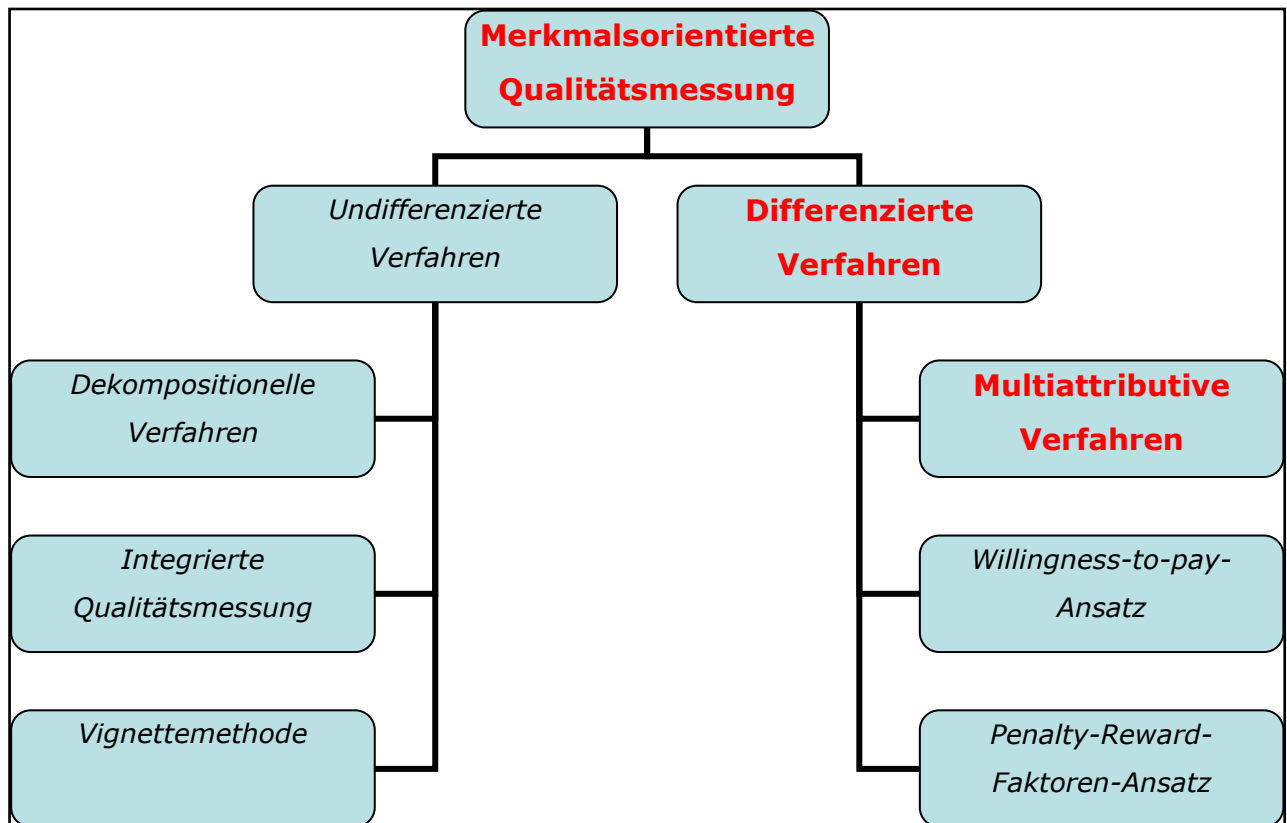 Merkmalsorientierte
Qualitätsmessung
Undifferenzierte
Verfahren
Differenzierte
Verfahren
Dekompositionelle
Verfahren
Multiattributive
Verfahren
Integrierte
Qualitätsmessung
Willingness-to-pay-
Ansatz
Vignettemethode
Penalty-Reward-
Faktoren-Ansatz